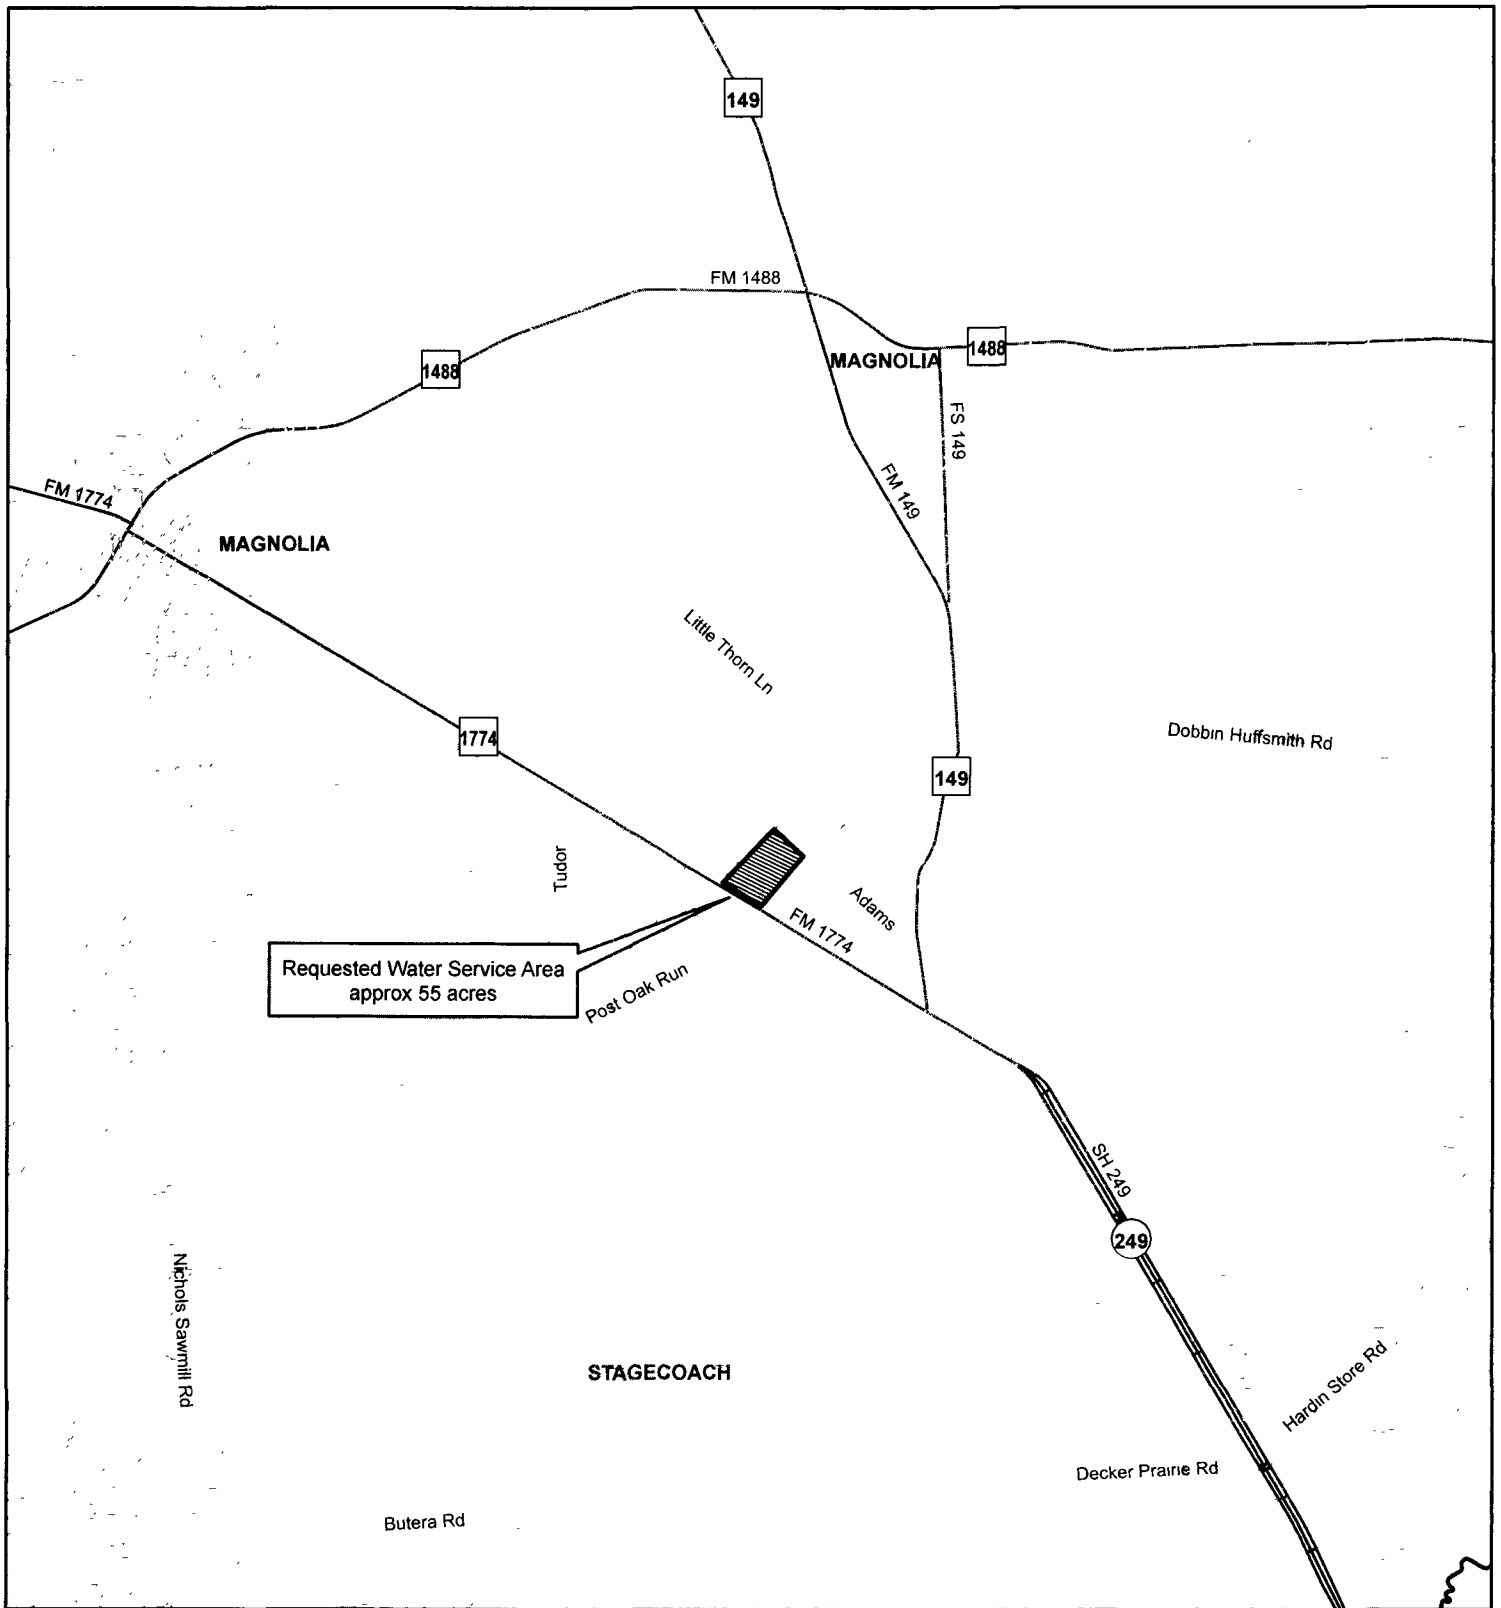 149
FM 1488
1488
MAGNOLIA
1488
FS 149
FM 149
FM 1774
MAGNOLIA
Little Thorn Ln
1774
Dobbin Huffsmith Rd
149
Tudor
Adams
FM 1774
Requested Water Service Area
approx 55 acres
Post Oak Run
SH 249
249
Nichols Sawmill Rd
STAGECOACH
Hardin Store Rd
Decker Prairie Rd
Butera Rd